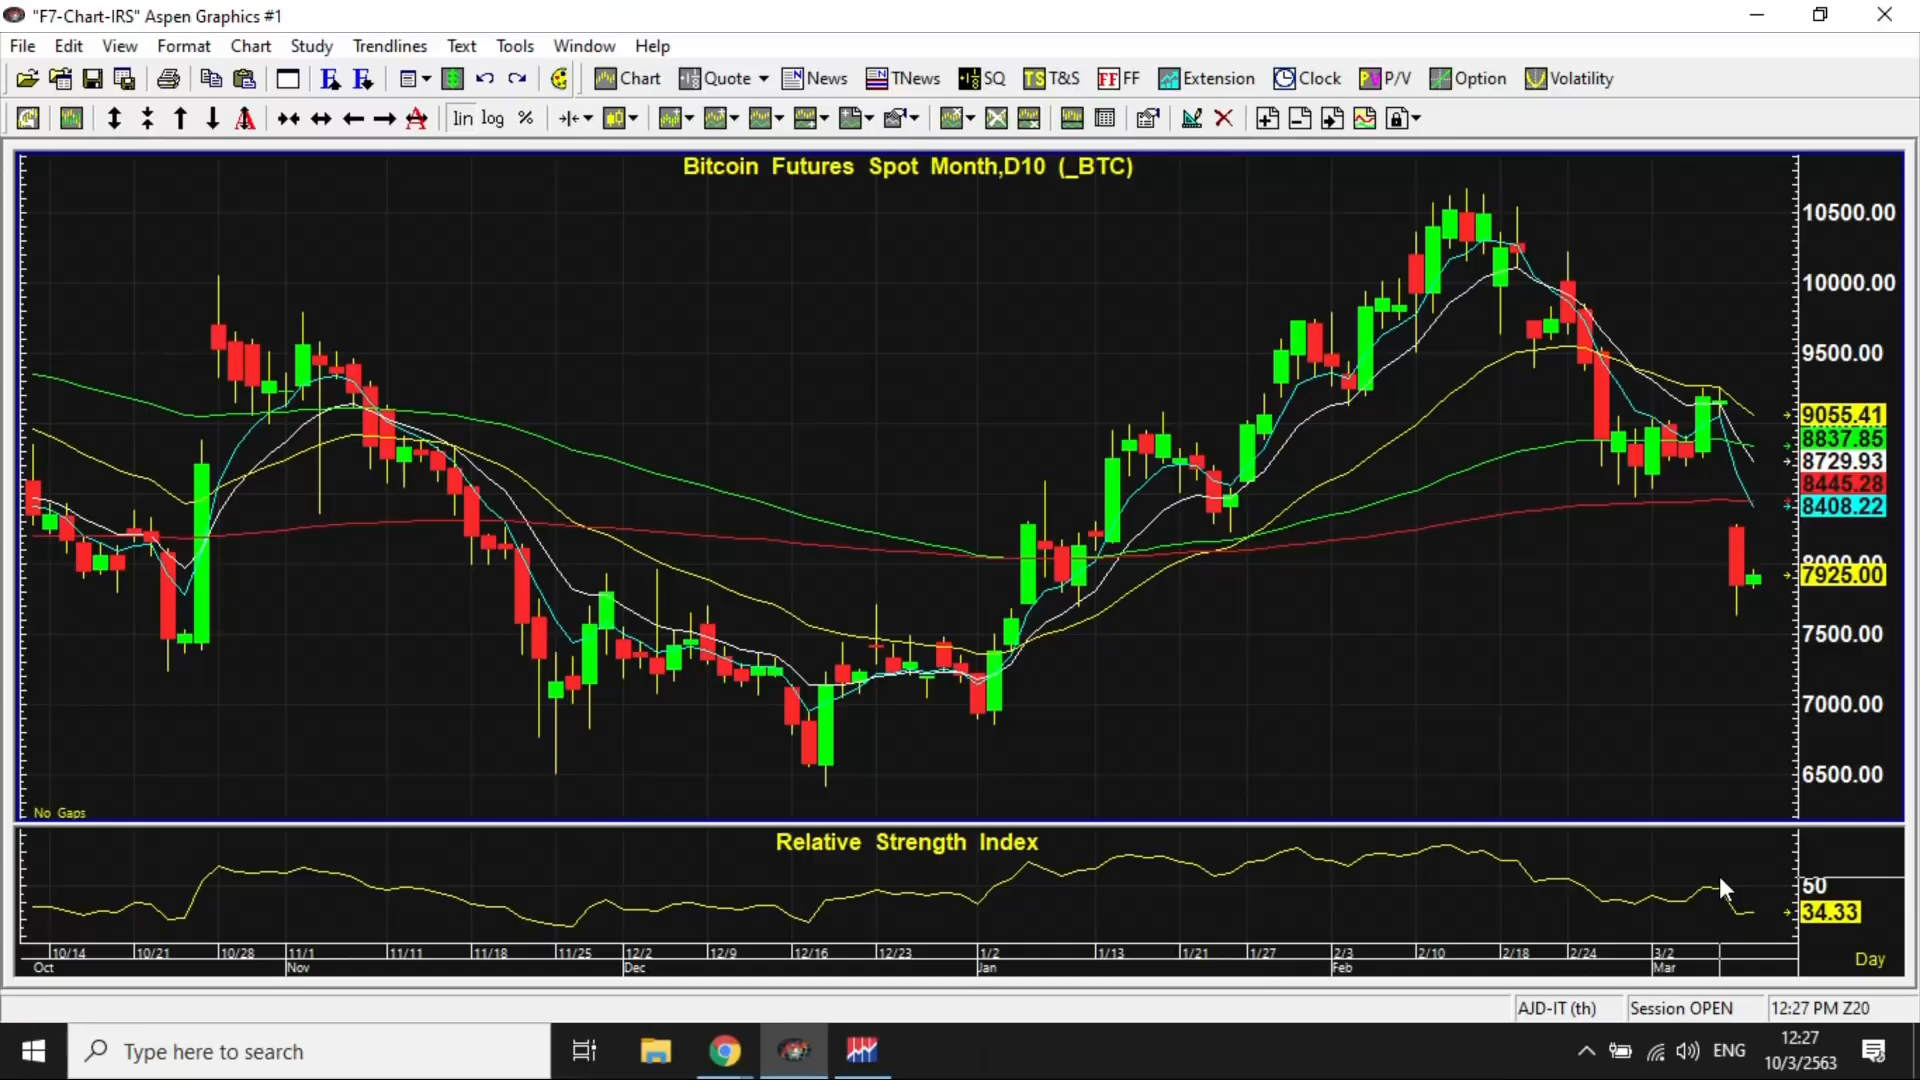 "F7-Chart-IRS" Aspen Graphics #1
File Edit View Format Chart Study Trendlines Text Tools Window Help
Chart Quote News TNews SQ T&S FF Extension Clock P/V Option Volatility
lin log %
Bitcoin Futures Spot Month,D10 (_BTC)
10500.00
10000.00
9500.00
9055.41
8837.85
8729.93
8445.28
8408.22
8000.00
7925.00
7500.00
7000.00
6500.00
No Gaps
Relative Strength Index
50
34.33
10/14 10/21 10/28 11/1 11/11 11/18 11/25 12/2 12/9 12/16 12/23 1/2 1/13 1/21 1/27 2/3 2/10 2/18 2/24 3/2
Oct Nov Dec Jan Feb Mar
Day
AJD-IT (th) Session OPEN 12:27 PM Z20
Type here to search
ENG
12:27
10/3/2563